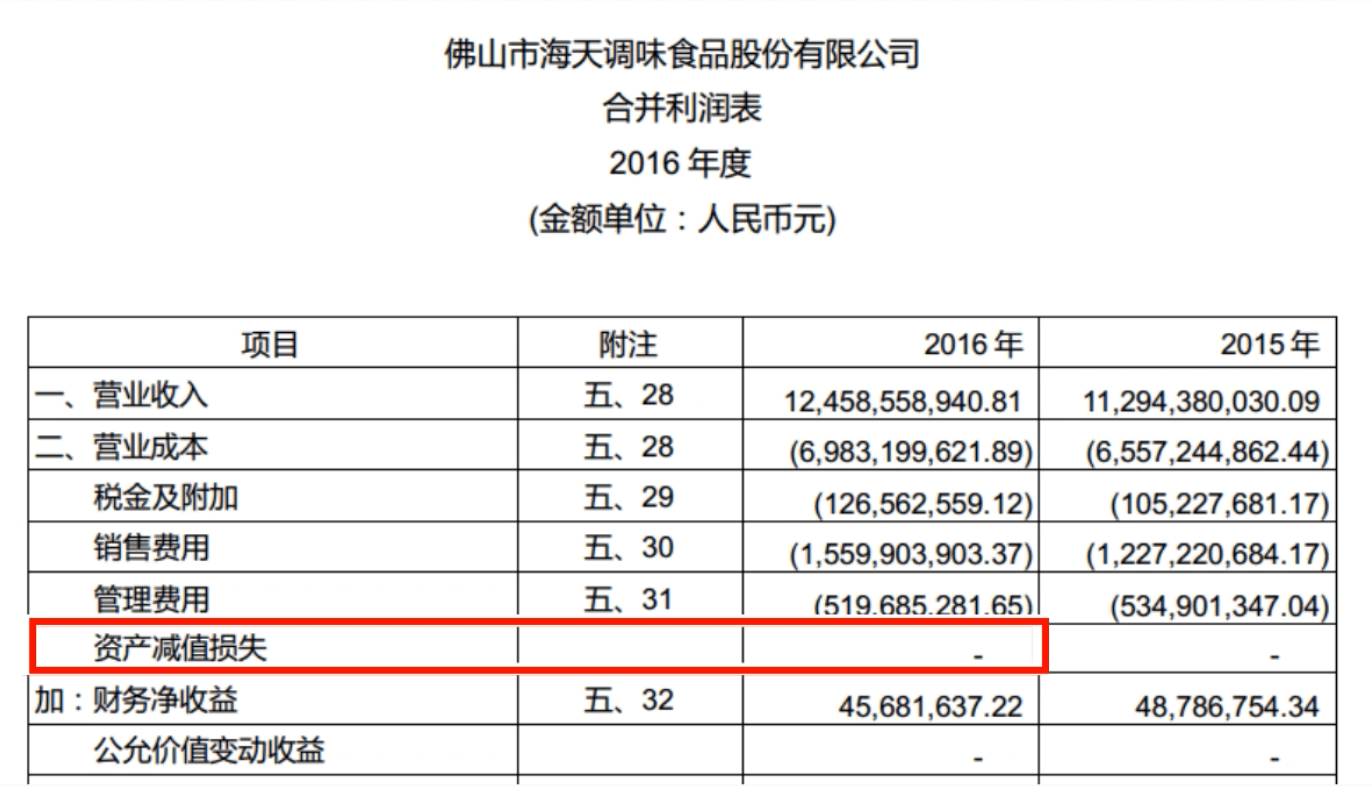 佛山市海天调味食品股份有限公司
合并利润表
2016 年度
(金额单位：人民币元)
项目 附注 2016 年 2015 年
一、营业收入 五、28 12,458,558,940.81 11,294,380,030.09
二、营业成本 五、28 (6,983,199,621.89) (6,557,244,862.44)
税金及附加 五、29 (126,562,559.12) (105,227,681.17)
销售费用 五、30 (1,559,903,903.37) (1,227,220,684.17)
管理费用 五、31 (519,685,281.65) (534,901,347.04)
资产减值损失 - -
加：财务净收益 五、32 45,681,637.22 48,786,754.34
公允价值变动收益 - -